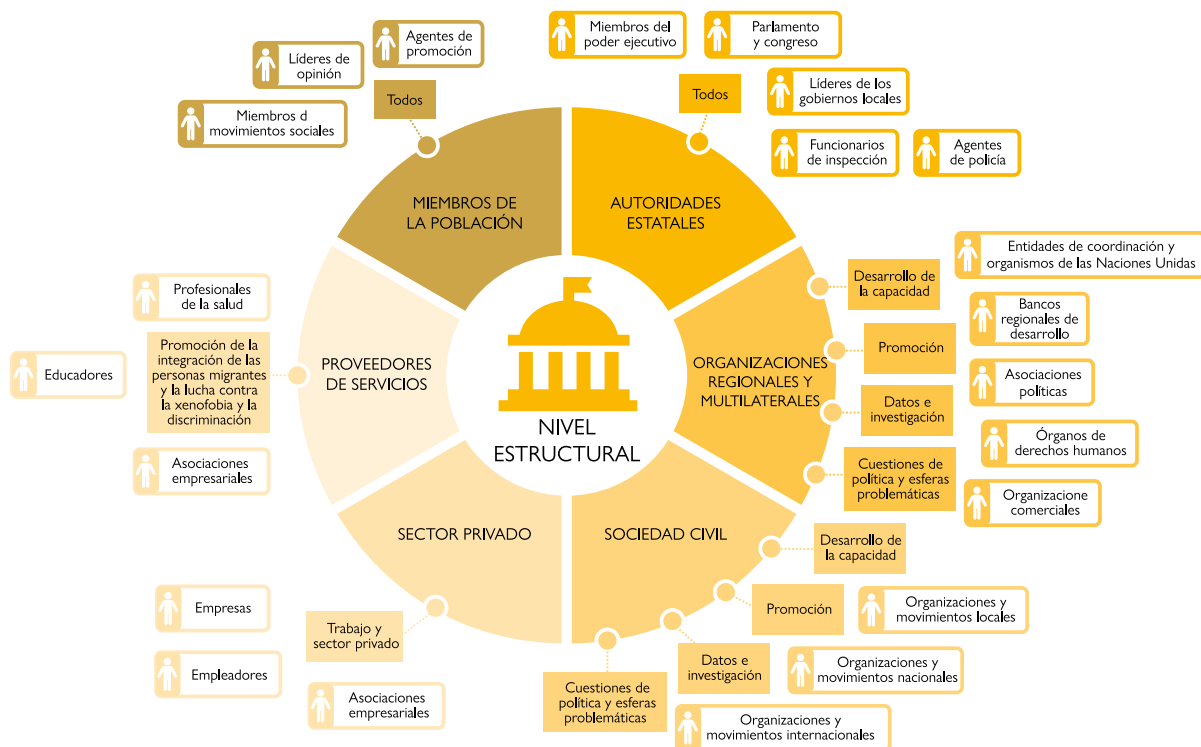 Agentes de
promoción
Líderes de
opinión
Miembros d
movimientos sociales
Todos
MIEMBROS DE
LA POBLACIÓN
Miembros del
poder ejecutivo
Parlamento
y congreso
Todos
Líderes de los
gobiernos locales
Funcionarios
de inspección
Agentes
de policía
AUTORIDADES
ESTATALES
Entidades de coordinación y
organismos de las Naciones Unidas
Desarrollo de
la capacidad
Bancos
regionales de
desarrollo
Promoción
ORGANIZACIONES
REGIONALES Y
MULTILATERALES
Asociaciones
políticas
Datos e
investigación
Órganos de
derechos humanos
Cuestiones de
política y esferas
problemáticas
Organizacione
comerciales
Profesionales
de la salud
Educadores
Promoción de la
integración de las
personas migrantes
y la lucha contra
la xenofobia y la
discriminación
Asociaciones
empresariales
PROVEEDORES
DE SERVICIOS
NIVEL
ESTRUCTURAL
SECTOR PRIVADO
Empresas
Trabajo y
sector privado
Empleadores
Asociaciones
empresariales
SOCIEDAD CIVIL
Desarrollo de
la capacidad
Promoción
Organizaciones y
movimientos locales
Datos e
investigación
Organizaciones y
movimientos nacionales
Cuestiones de
política y esferas
problemáticas
Organizaciones y
movimientos internacionales